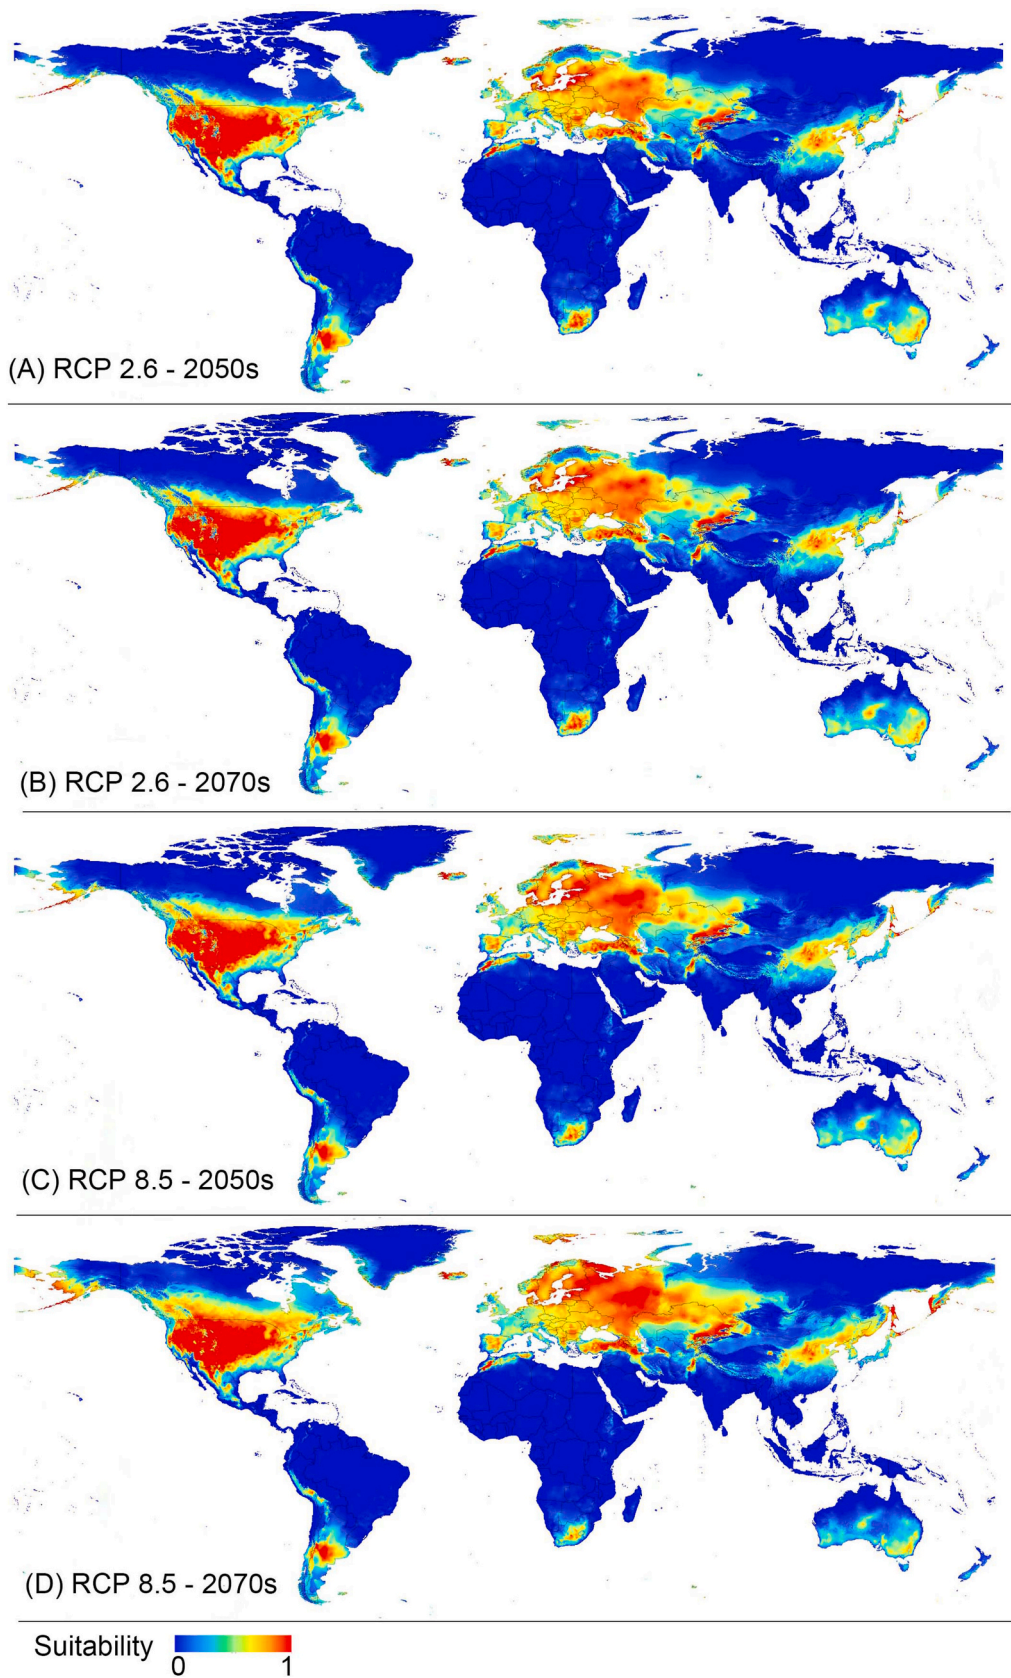 (A) RCP 2.6 - 2050s
(B) RCP 2.6 - 2070s
(C) RCP 8.5 - 2050s
(D) RCP 8.5 - 2070s
Suitability
0 1